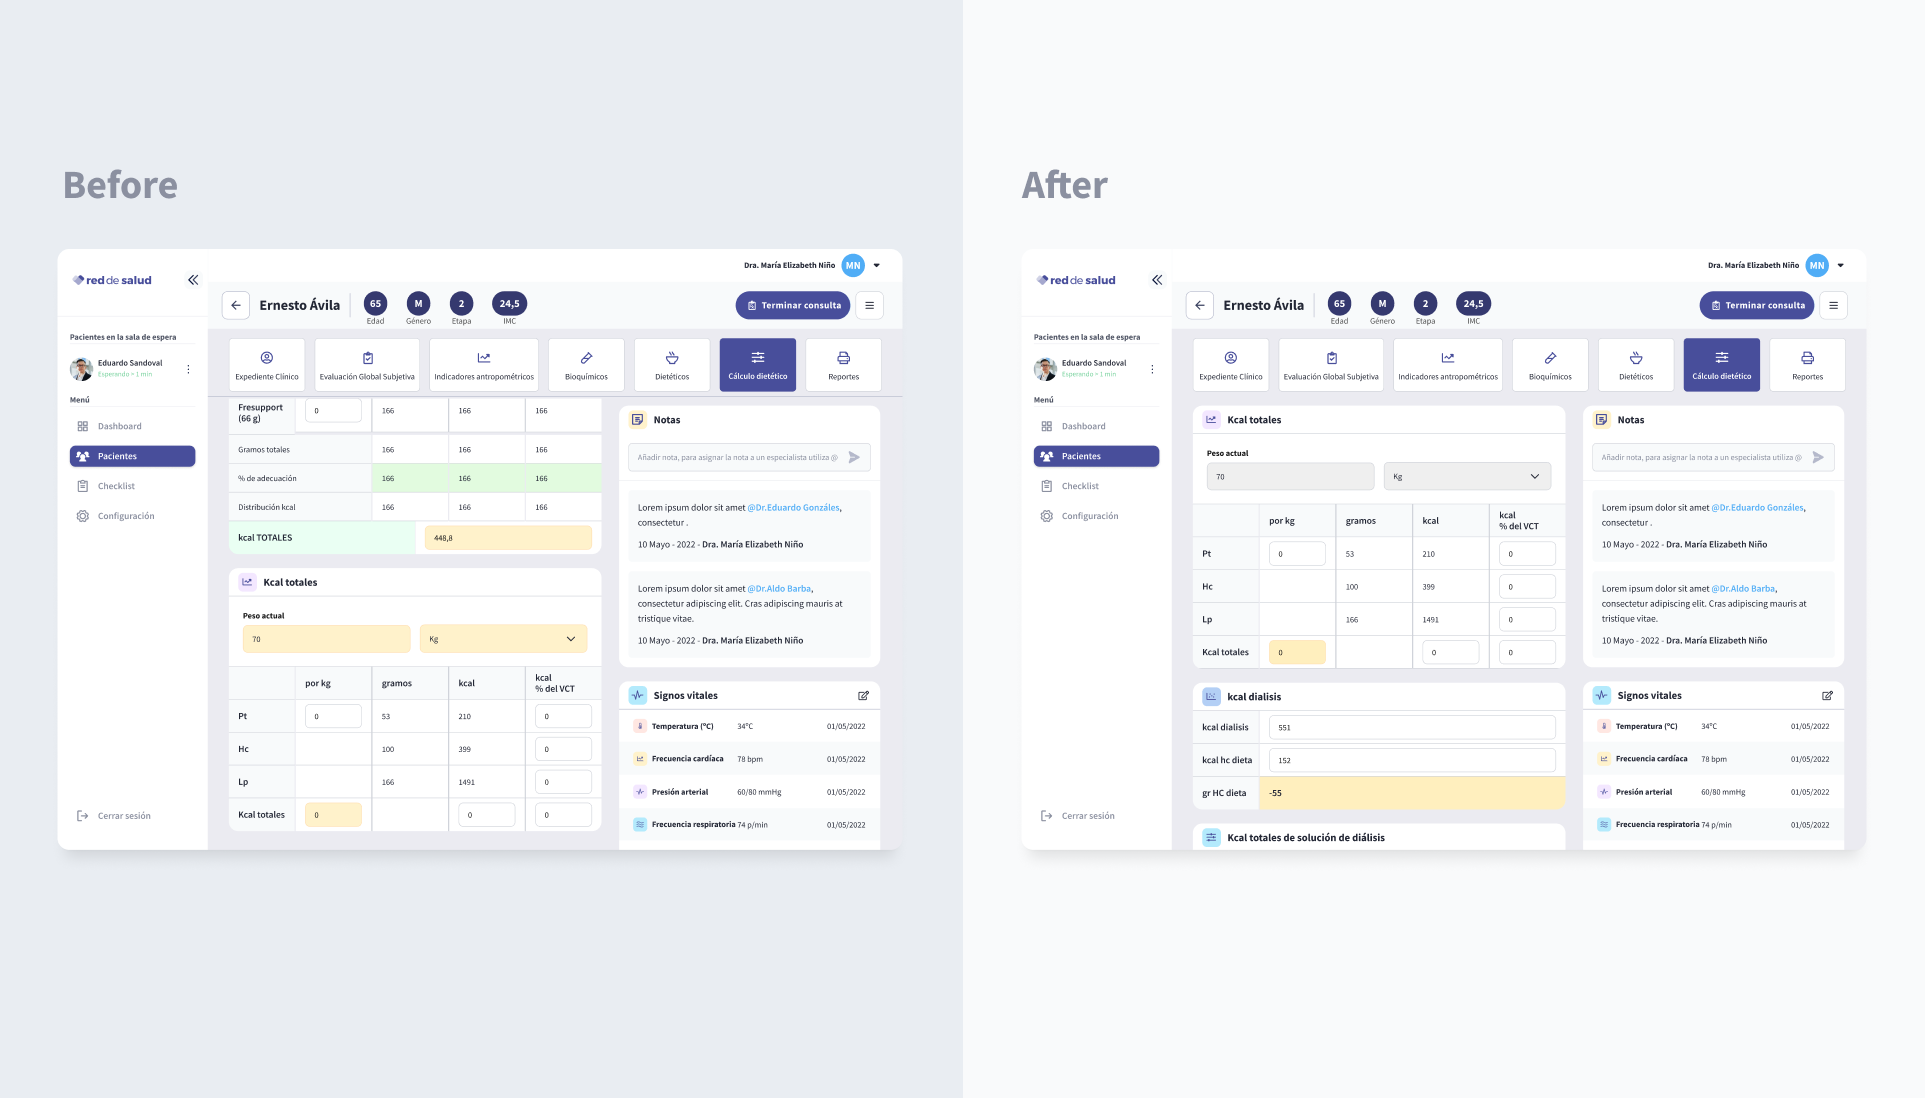 Before
red de salud
Dra. María Elizabeth Niño
MN
Ernesto Ávila
65
M
2
24,5
Edad
Género
Etapa
IMC
Terminar consulta
Pacientes en la sala de espera
Eduardo Sandoval
Esperando > 1 min
Menú
Dashboard
Pacientes
Checklist
Configuración
Cerrar sesión
Expediente Clínico
Evaluación Global Subjetiva
Indicadores antropométricos
Bioquímicos
Dietéticos
Cálculo dietético
Reportes
Fresupport
(66 g)
0
166
166
166
Gramos totales
166
166
166
% de adecuación
166
166
166
Distribución kcal
166
166
166
kcal TOTALES
448,8
Kcal totales
Peso actual
70
Kg
por kg
gramos
kcal
kcal
% del VCT
Pt
0
53
210
0
Hc
100
399
0
Lp
166
1491
0
Kcal totales
0
0
0
Notas
Añadir nota, para asignar la nota a un especialista utiliza @
Lorem ipsum dolor sit amet @Dr.Eduardo Gonzáles,
consectetur .
10 Mayo - 2022 - Dra. María Elizabeth Niño
Lorem ipsum dolor sit amet @Dr.Aldo Barba,
consectetur adipiscing elit. Cras adipiscing mauris at
tristique vitae.
10 Mayo - 2022 - Dra. María Elizabeth Niño
Signos vitales
Temperatura (ºC)
34ºC
01/05/2022
Frecuencia cardíaca
78 bpm
01/05/2022
Presión arterial
60/80 mmHg
01/05/2022
Frecuencia respiratoria
74 p/min
01/05/2022
After
red de salud
Dra. María Elizabeth Niño
MN
Ernesto Ávila
65
M
2
24,5
Edad
Género
Etapa
IMC
Terminar consulta
Pacientes en la sala de espera
Eduardo Sandoval
Esperando > 1 min
Menú
Dashboard
Pacientes
Checklist
Configuración
Cerrar sesión
Expediente Clínico
Evaluación Global Subjetiva
Indicadores antropométricos
Bioquímicos
Dietéticos
Cálculo dietético
Reportes
Kcal totales
Peso actual
70
Kg
por kg
gramos
kcal
kcal
% del VCT
Pt
0
53
210
0
Hc
100
399
0
Lp
166
1491
0
Kcal totales
0
0
0
kcal dialisis
kcal dialisis
551
kcal hc dieta
152
gr HC dieta
-55
Kcal totales de solución de diálisis
Notas
Añadir nota, para asignar la nota a un especialista utiliza @
Lorem ipsum dolor sit amet @Dr.Eduardo Gonzáles,
consectetur .
10 Mayo - 2022 - Dra. María Elizabeth Niño
Lorem ipsum dolor sit amet @Dr.Aldo Barba,
consectetur adipiscing elit. Cras adipiscing mauris at
tristique vitae.
10 Mayo - 2022 - Dra. María Elizabeth Niño
Signos vitales
Temperatura (ºC)
34ºC
01/05/2022
Frecuencia cardíaca
78 bpm
01/05/2022
Presión arterial
60/80 mmHg
01/05/2022
Frecuencia respiratoria
74 p/min
01/05/2022